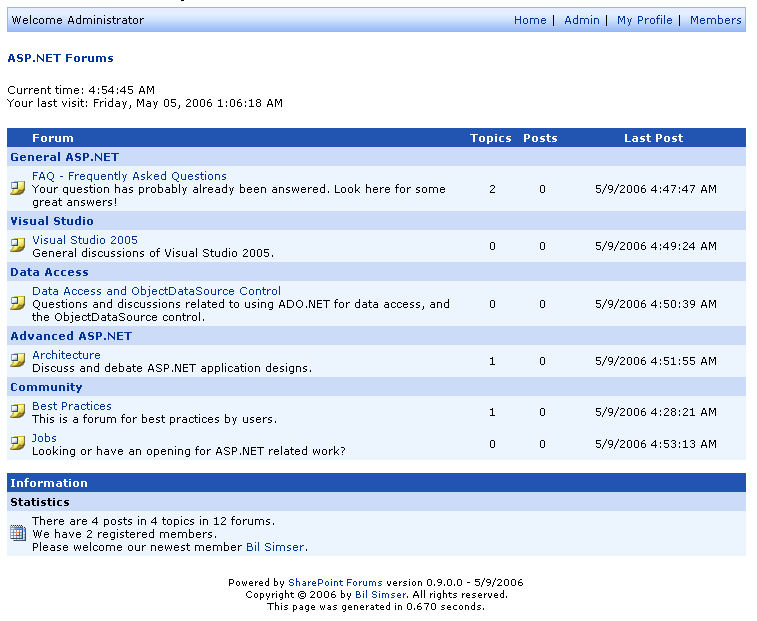 Welcome Administrator Home | Admin | My Profile | Members
ASP.NET Forums
Current time: 4:54:45 AM
Your last visit: Friday, May 05, 2006 1:06:18 AM
Forum Topics Posts Last Post
General ASP.NET
FAQ - Frequently Asked Questions
Your question has probably already been answered. Look here for some 2 0 5/9/2006 4:47:47 AM
great answers!
Visual Studio
Visual Studio 2005
General discussions of Visual Studio 2005. 0 0 5/9/2006 4:49:24 AM
Data Access
Data Access and ObjectDataSource Control
Questions and discussions related to using ADO.NET for data access, and 0 0 5/9/2006 4:50:39 AM
the ObjectDataSource control.
Advanced ASP.NET
Architecture
Discuss and debate ASP.NET application designs. 1 0 5/9/2006 4:51:55 AM
Community
Best Practices
This is a forum for best practices by users. 1 0 5/9/2006 4:28:21 AM
Jobs
Looking or have an opening for ASP.NET related work? 0 0 5/9/2006 4:53:13 AM
Information
Statistics
There are 4 posts in 4 topics in 12 forums.
We have 2 registered members.
Please welcome our newest member Bil Simser.
Powered by SharePoint Forums version 0.9.0.0 - 5/9/2006
Copyright © 2006 by Bil Simser. All rights reserved.
This page was generated in 0.670 seconds.